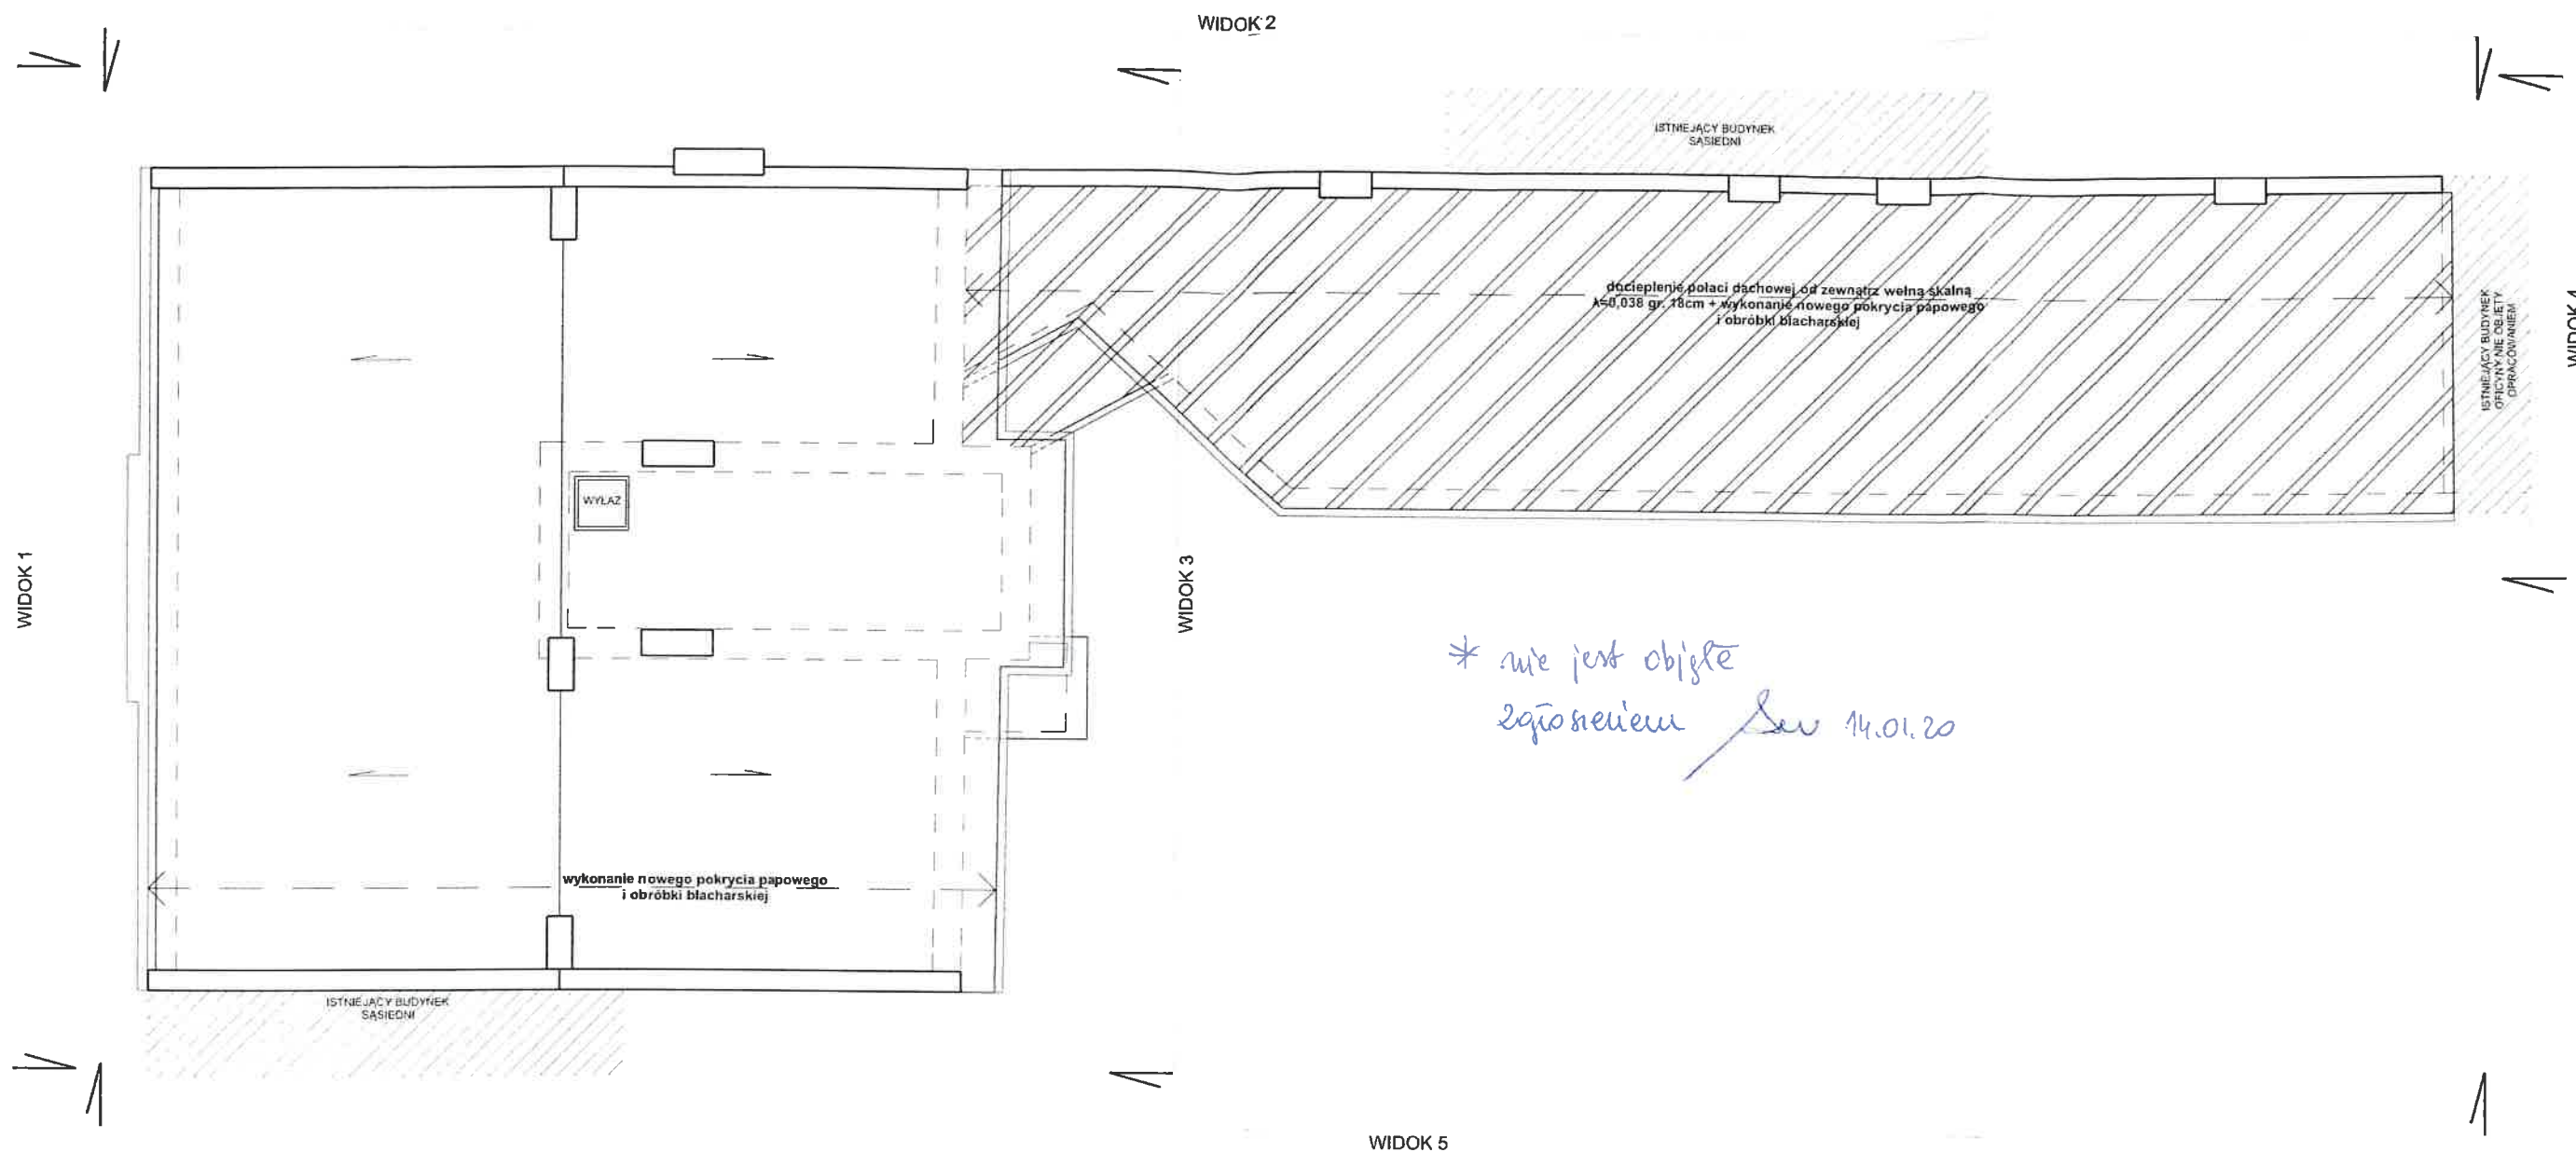 WIDOK 2
ISTNIEJĄCY BUDYNEK
SĄSIEDNI
docieplenie połaci dachowej od zewnątrz wełną skalną
λ=0,038 gr. 18cm + wykonanie nowego pokrycia papowego
i obróbki blacharskiej
ISTNIEJĄCY BUDYNEK
OFICYNY NIE OBJĘTY
OPRACOWANIEM
WIDOK 4
WYŁAZ
WIDOK 1
WIDOK 3
* nie jest objęte
zgłoszeniem 14.01.20
wykonanie nowego pokrycia papowego
i obróbki blacharskiej
ISTNIEJĄCY BUDYNEK
SĄSIEDNI
WIDOK 5